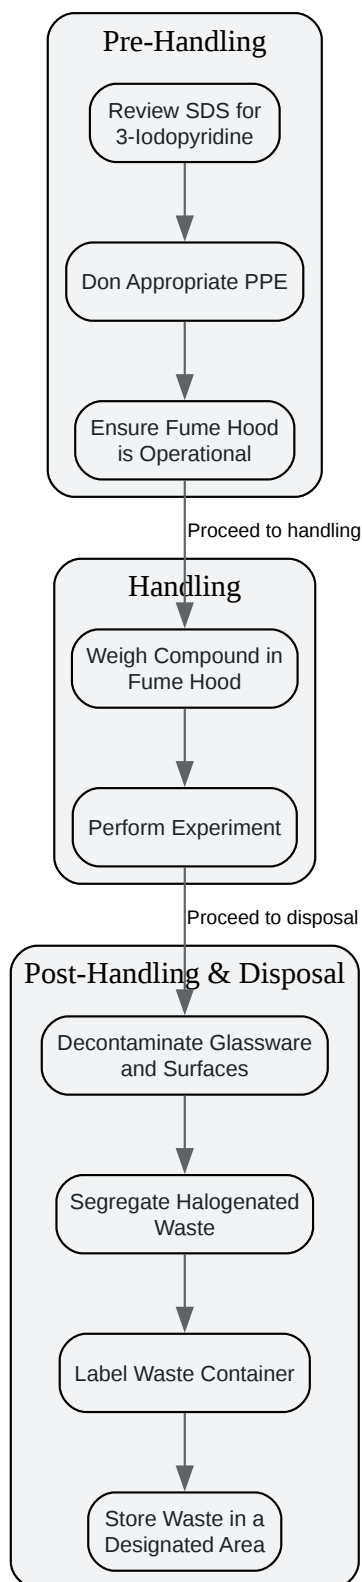 Pre-Handling
Review SDS for
3-Iodopyridine
Don Appropriate PPE
Ensure Fume Hood
is Operational
Proceed to handling
Handling
Weigh Compound in
Fume Hood
Perform Experiment
Proceed to disposal
Post-Handling & Disposal
Decontaminate Glassware
and Surfaces
Segregate Halogenated
Waste
Label Waste Container
Store Waste in a
Designated Area